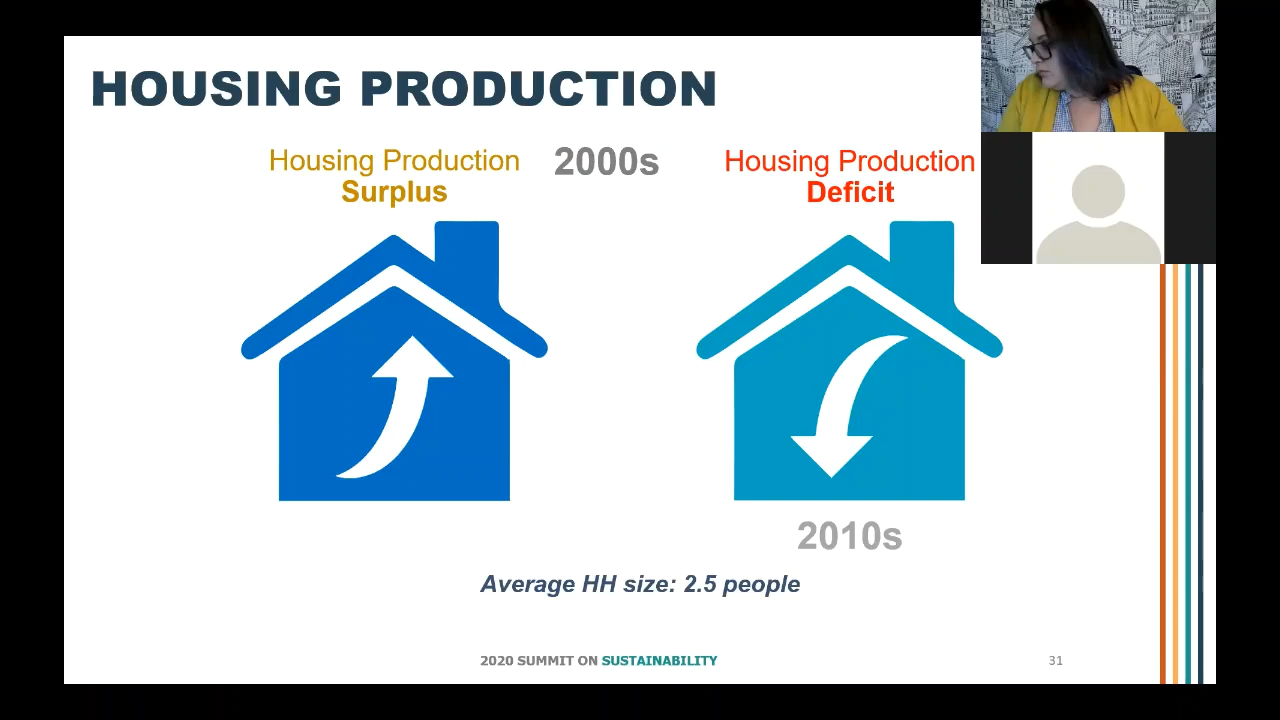 HOUSING PRODUCTION
Housing Production
Surplus
2000s
Housing Production
Deficit
2010s
Average HH size: 2.5 people
2020 SUMMIT ON SUSTAINABILITY
31